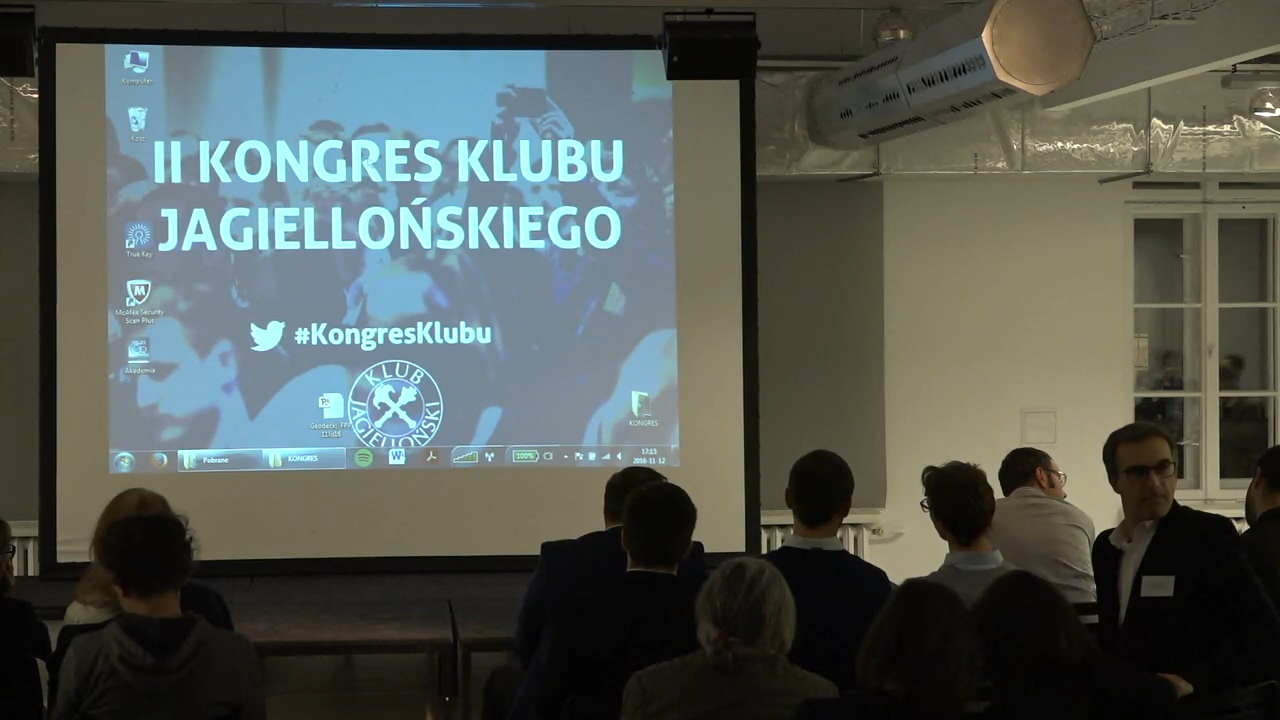 Komputer
Kosz
II KONGRES KLUBU
JAGIELLOŃSKIEGO
True Key
McAfee Security
Scan Plus
#KongresKlubu
Akademia
KLUB
JAGIELLOŃSKI
KONGRES
Pobrane
KONGRES
100%
17:15
2016-11-12